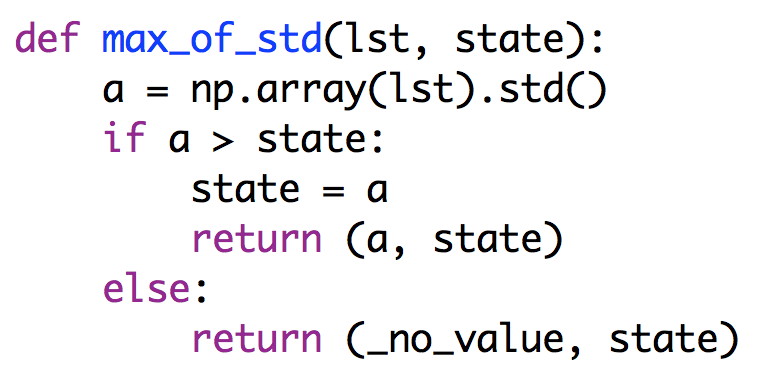 def max_of_std(lst, state):
    a = np.array(lst).std()
    if a > state:
        state = a
        return (a, state)
    else:
        return (_no_value, state)